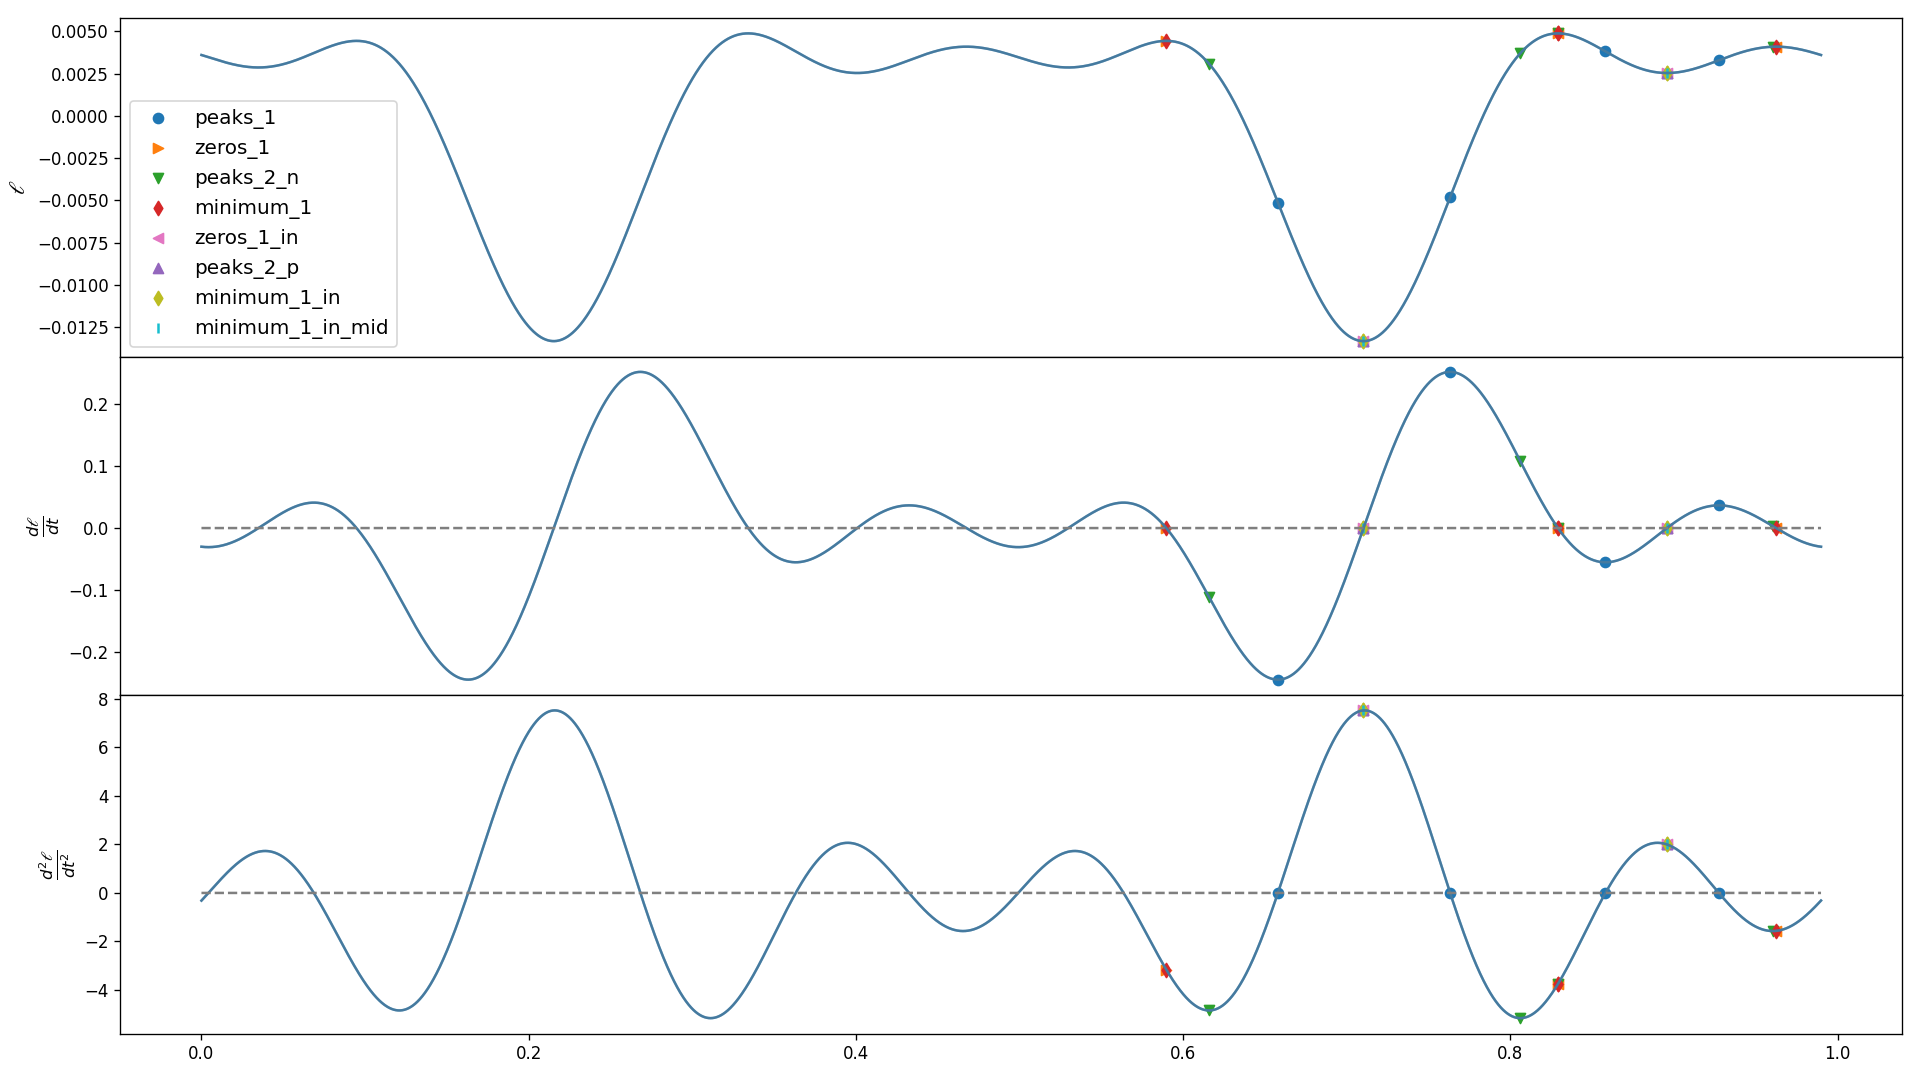 0.0050
0.0025
0.0000
−0.0025
−0.0050
−0.0075
−0.0100
−0.0125
ℓ
peaks_1
zeros_1
peaks_2_n
minimum_1
zeros_1_in
peaks_2_p
minimum_1_in
minimum_1_in_mid
0.2
0.1
0.0
−0.1
−0.2
dℓ
dt
8
6
4
2
0
−2
−4
d²ℓ
dt²
0.0 0.2 0.4 0.6 0.8 1.0